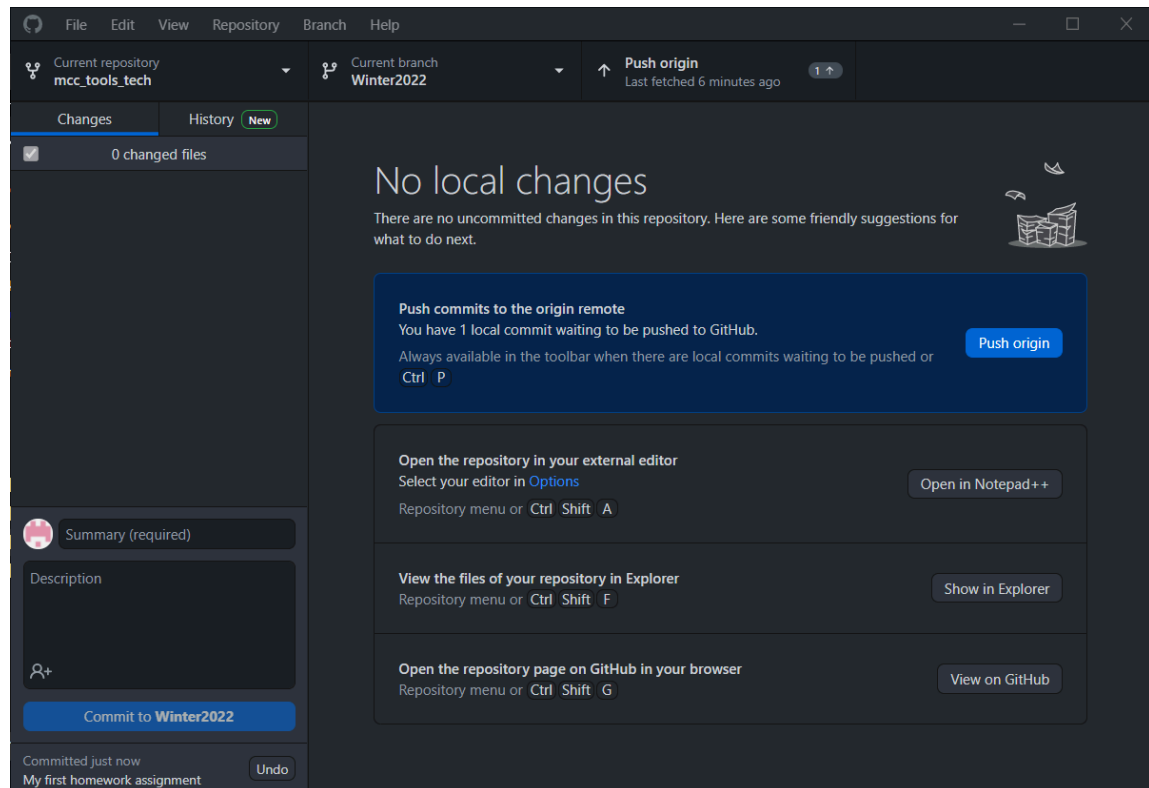 File Edit View Repository Branch Help
Current repository
mcc_tools_tech
Current branch
Winter2022
Push origin
Last fetched 6 minutes ago
1 ↑
Changes
History New
0 changed files
No local changes
There are no uncommitted changes in this repository. Here are some friendly suggestions for
what to do next.
Push commits to the origin remote
You have 1 local commit waiting to be pushed to GitHub.
Always available in the toolbar when there are local commits waiting to be pushed or
Ctrl P
Push origin
Open the repository in your external editor
Select your editor in Options
Repository menu or Ctrl Shift A
Open in Notepad++
View the files of your repository in Explorer
Repository menu or Ctrl Shift F
Show in Explorer
Open the repository page on GitHub in your browser
Repository menu or Ctrl Shift G
View on GitHub
Summary (required)
Description
Commit to Winter2022
Committed just now
My first homework assignment
Undo